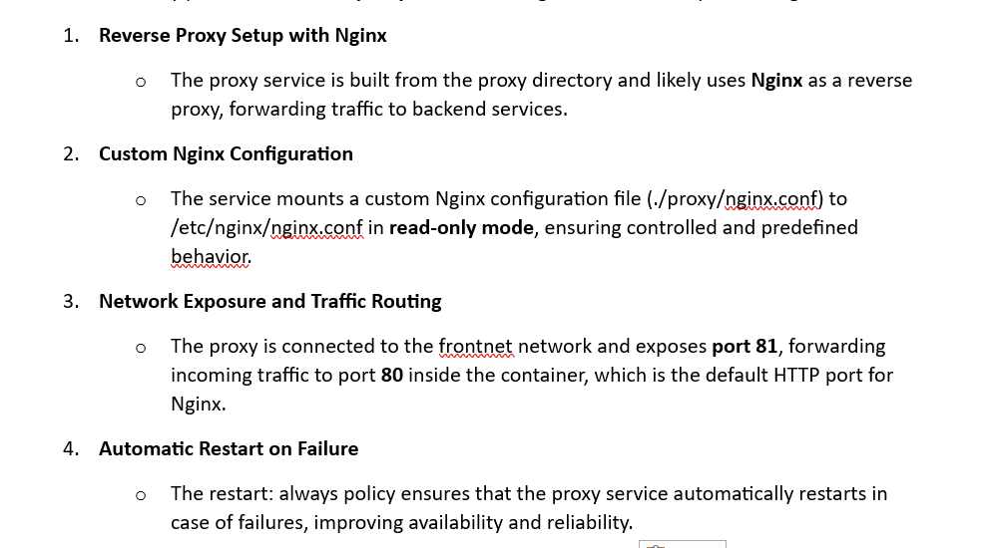 1. Reverse Proxy Setup with Nginx
o The proxy service is built from the proxy directory and likely uses Nginx as a reverse
proxy, forwarding traffic to backend services.
2. Custom Nginx Configuration
o The service mounts a custom Nginx configuration file (./proxy/nginx.conf) to
/etc/nginx/nginx.conf in read-only mode, ensuring controlled and predefined
behavior.
3. Network Exposure and Traffic Routing
o The proxy is connected to the frontnet network and exposes port 81, forwarding
incoming traffic to port 80 inside the container, which is the default HTTP port for
Nginx.
4. Automatic Restart on Failure
o The restart: always policy ensures that the proxy service automatically restarts in
case of failures, improving availability and reliability.